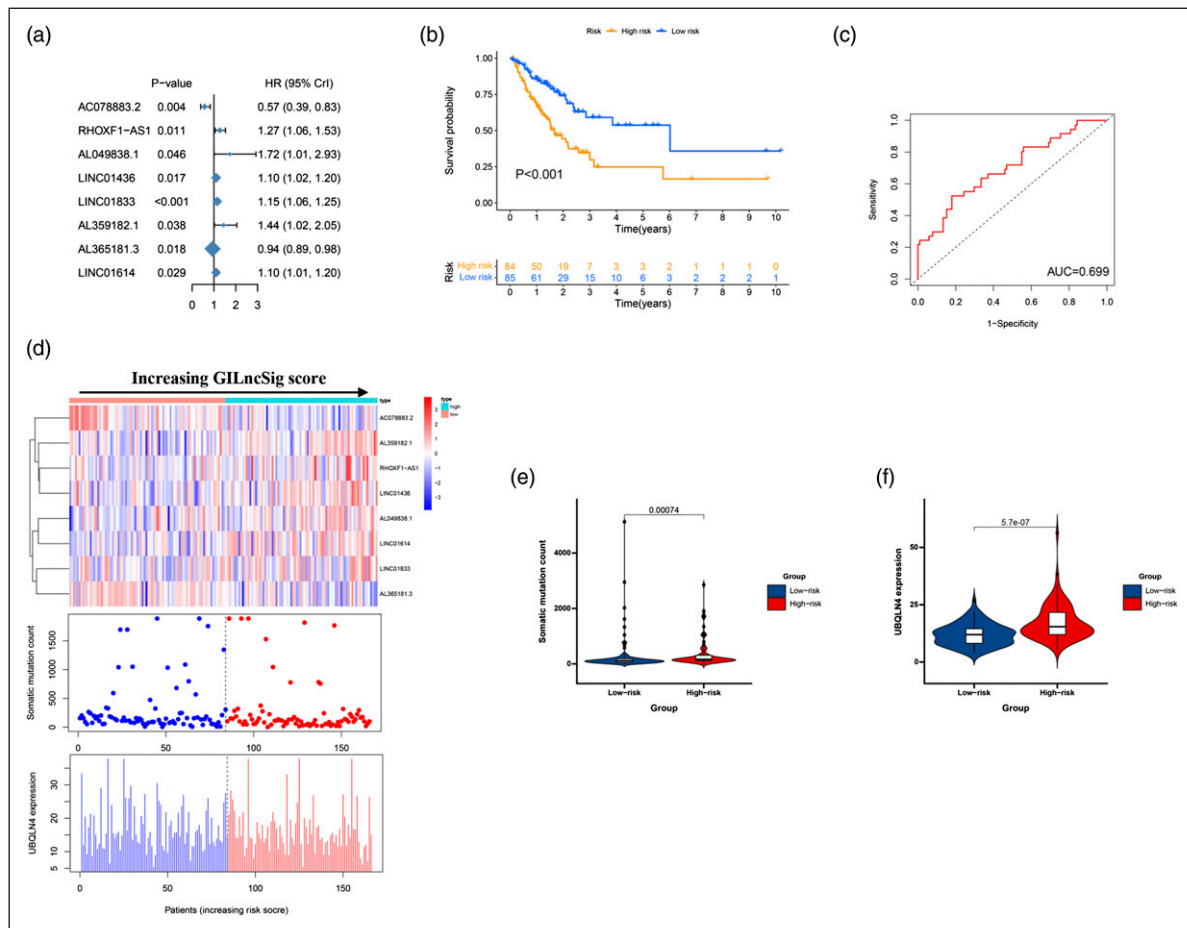 (a)
P-value HR (95% CrI)
AC078883.2 0.004 0.57 (0.39, 0.83)
RHOXF1-AS1 0.011 1.27 (1.06, 1.53)
AL049838.1 0.046 1.72 (1.01, 2.93)
LINC01436 0.017 1.10 (1.02, 1.20)
LINC01833 <0.001 1.15 (1.06, 1.25)
AL359182.1 0.038 1.44 (1.02, 2.05)
AL365181.3 0.018 0.94 (0.89, 0.98)
LINC01614 0.029 1.10 (1.01, 1.20)
0 1 2 3
(b)
Risk High risk Low risk
Survival probability
1.00
0.75
0.50
0.25
0.00
P<0.001
0 1 2 3 4 5 6 7 8 9 10
Time(years)
Risk
High risk 84 50 19 7 3 3 2 1 1 1 0
Low risk 85 61 29 15 10 6 3 2 2 2 1
0 1 2 3 4 5 6 7 8 9 10
Time(years)
(c)
Sensitivity
1.0
0.8
0.6
0.4
0.2
0.0
AUC=0.699
0.0 0.2 0.4 0.6 0.8 1.0
1-Specificity
(d)
Increasing GILncSig score
type
AC078883.2
AL359182.1
RHOXF1-AS1
LINC01436
AL049838.1
LINC01614
LINC01833
AL365181.3
3
2
1
0
-1
-2
-3
type
high
low
Somatic mutation count
1500
1000
500
0
0 50 100 150
UBQLN4 expression
30
20
10
5
0 50 100 150
Patients (increasing risk socre)
(e)
Somatic mutation count
4000
2000
0
0.00074
Low-risk High-risk
Group
Group
Low-risk
High-risk
(f)
UBQLN4 expression
50
25
0
5.7e-07
Low-risk High-risk
Group
Group
Low-risk
High-risk